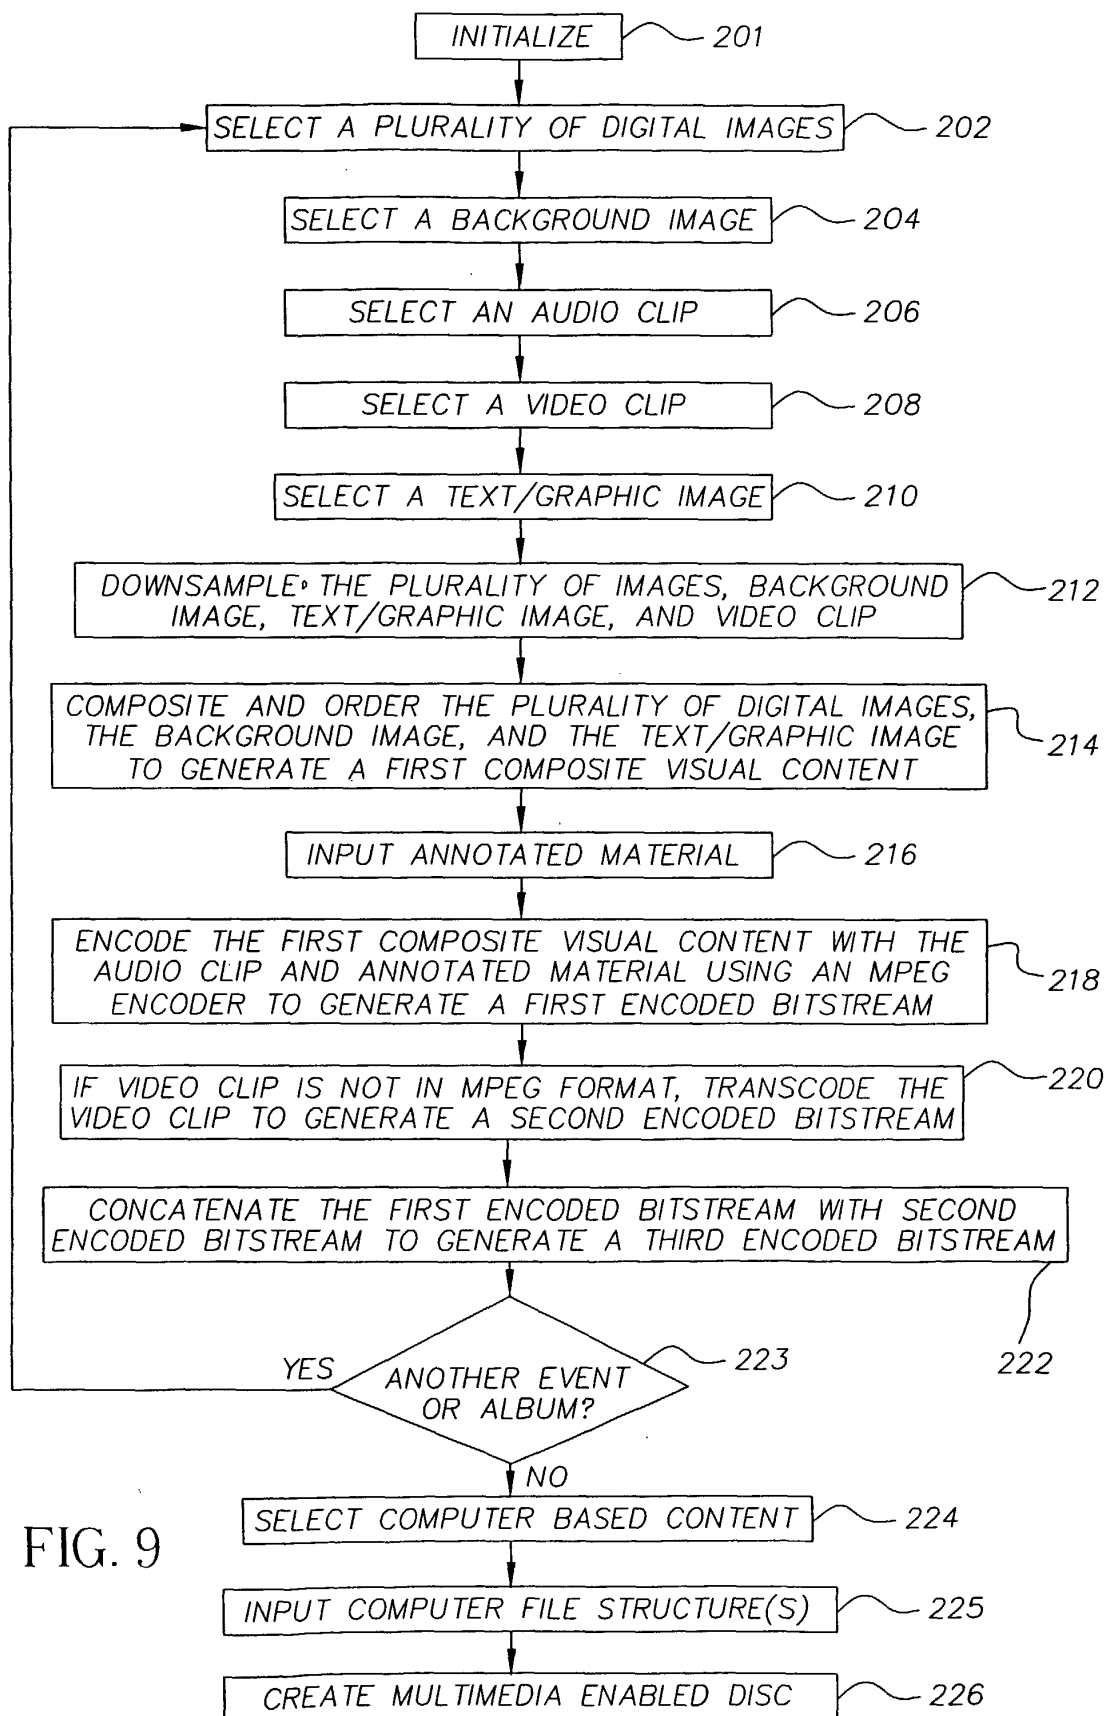 INITIALIZE 201
SELECT A PLURALITY OF DIGITAL IMAGES 202
SELECT A BACKGROUND IMAGE 204
SELECT AN AUDIO CLIP 206
SELECT A VIDEO CLIP 208
SELECT A TEXT/GRAPHIC IMAGE 210
DOWNSAMPLE THE PLURALITY OF IMAGES, BACKGROUND
IMAGE, TEXT/GRAPHIC IMAGE, AND VIDEO CLIP
212
COMPOSITE AND ORDER THE PLURALITY OF DIGITAL IMAGES,
THE BACKGROUND IMAGE, AND THE TEXT/GRAPHIC IMAGE
TO GENERATE A FIRST COMPOSITE VISUAL CONTENT
214
INPUT ANNOTATED MATERIAL 216
ENCODE THE FIRST COMPOSITE VISUAL CONTENT WITH THE
AUDIO CLIP AND ANNOTATED MATERIAL USING AN MPEG
ENCODER TO GENERATE A FIRST ENCODED BITSTREAM
218
IF VIDEO CLIP IS NOT IN MPEG FORMAT, TRANSCODE THE
VIDEO CLIP TO GENERATE A SECOND ENCODED BITSTREAM
220
CONCATENATE THE FIRST ENCODED BITSTREAM WITH SECOND
ENCODED BITSTREAM TO GENERATE A THIRD ENCODED BITSTREAM
222
YES
ANOTHER EVENT
OR ALBUM?
223
NO
SELECT COMPUTER BASED CONTENT 224
FIG. 9
INPUT COMPUTER FILE STRUCTURE(S) 225
CREATE MULTIMEDIA ENABLED DISC 226